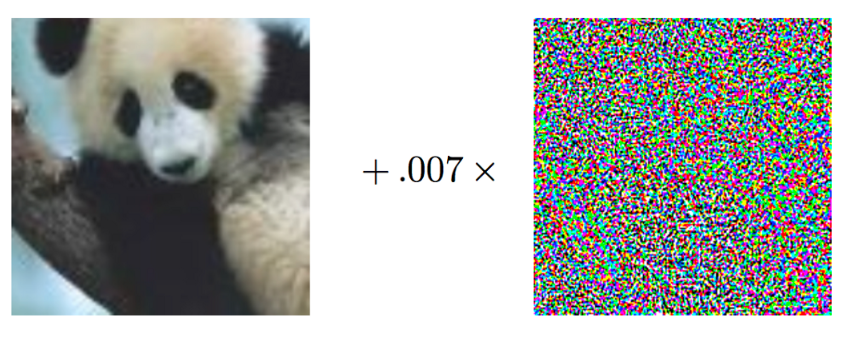 + .007 ×